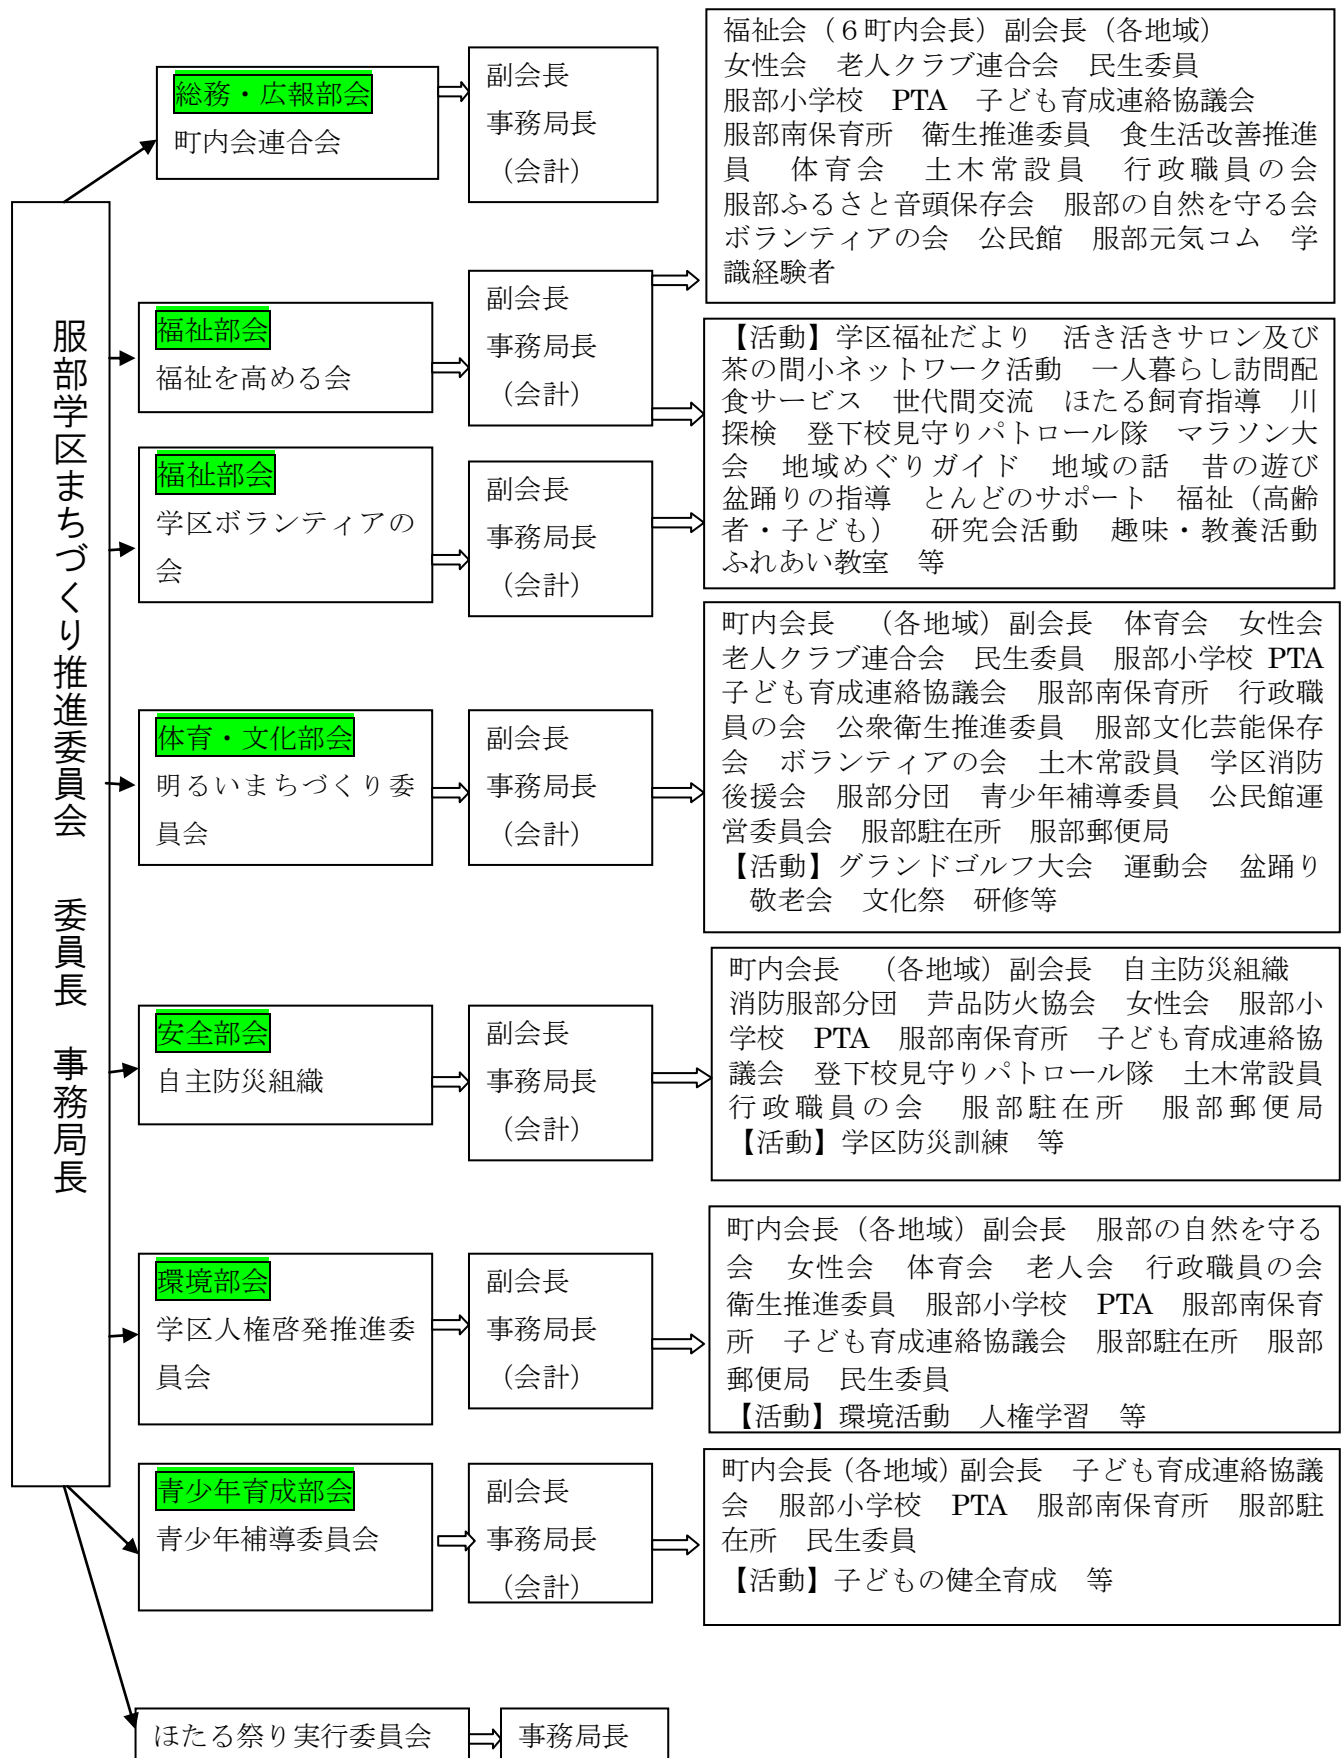 服部学区まちづくり推進委員会　委員長　事務局長
総務・広報部会
町内会連合会
副会長
事務局長
（会計）
福祉会（６町内会長）副会長（各地域）
女性会　老人クラブ連合会　民生委員
服部小学校　PTA　子ども育成連絡協議会
服部南保育所　衛生推進委員　食生活改善推進
員　体育会　土木常設員　行政職員の会
服部ふるさと音頭保存会　服部の自然を守る会
ボランティアの会　公民館　服部元気コム　学
識経験者
福祉部会
福祉を高める会
副会長
事務局長
（会計）
【活動】学区福祉だより　活き活きサロン及び
茶の間小ネットワーク活動　一人暮らし訪問配
食サービス　世代間交流　ほたる飼育指導　川
探検　登下校見守りパトロール隊　マラソン大
会　地域めぐりガイド　地域の話　昔の遊び
盆踊りの指導　とんどのサポート　福祉（高齢
者・子ども）　研究会活動　趣味・教養活動
ふれあい教室　等
福祉部会
学区ボランティアの
会
副会長
事務局長
（会計）
体育・文化部会
明るいまちづくり委
員会
副会長
事務局長
（会計）
町内会長　（各地域）副会長　体育会　女性会
老人クラブ連合会　民生委員　服部小学校 PTA
子ども育成連絡協議会　服部南保育所　行政職
員の会　公衆衛生推進委員　服部文化芸能保存
会　ボランティアの会　土木常設員　学区消防
後援会　服部分団　青少年補導委員　公民館運
営委員会　服部駐在所　服部郵便局
【活動】グランドゴルフ大会　運動会　盆踊り
敬老会　文化祭　研修等
安全部会
自主防災組織
副会長
事務局長
（会計）
町内会長　（各地域）副会長　自主防災組織
消防服部分団　芦品防火協会　女性会　服部小
学校　PTA　服部南保育所　子ども育成連絡協
議会　登下校見守りパトロール隊　土木常設員
行政職員の会　服部駐在所　服部郵便局
【活動】学区防災訓練　等
環境部会
学区人権啓発推進委
員会
副会長
事務局長
（会計）
町内会長（各地域）副会長　服部の自然を守る
会　女性会　体育会　老人会　行政職員の会
衛生推進委員　服部小学校　PTA　服部南保育
所　子ども育成連絡協議会　服部駐在所　服部
郵便局　民生委員
【活動】環境活動　人権学習　等
青少年育成部会
青少年補導委員会
副会長
事務局長
（会計）
町内会長（各地域）副会長　子ども育成連絡協議
会　服部小学校　PTA　服部南保育所　服部駐
在所　民生委員
【活動】子どもの健全育成　等
ほたる祭り実行委員会
事務局長